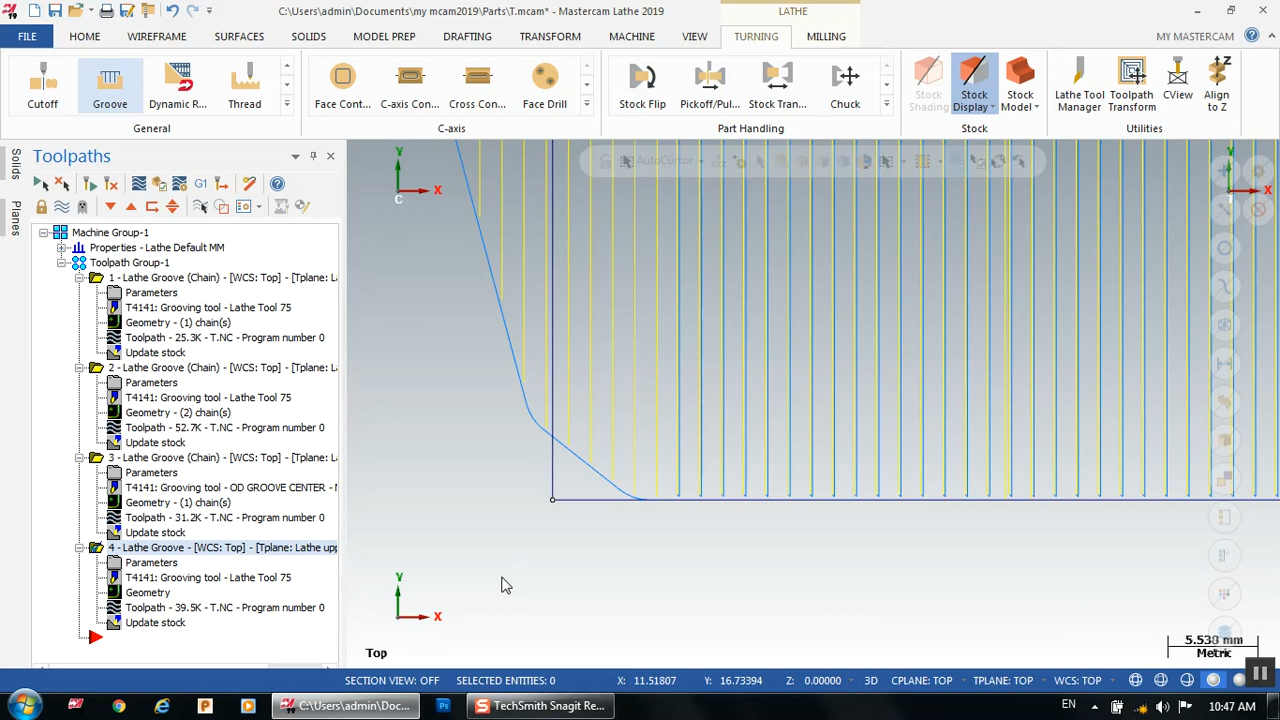 C:\Users\admin\Documents\my mcam2019\Parts\T.mcam* - Mastercam Lathe 2019
LATHE
FILE
HOME
WIREFRAME
SURFACES
SOLIDS
MODEL PREP
DRAFTING
TRANSFORM
MACHINE
VIEW
TURNING
MILLING
MY MASTERCAM
Cutoff
Groove
Dynamic R...
Thread
Face Cont...
C-axis Con...
Cross Con...
Face Drill
Stock Flip
Pickoff/Pul...
Stock Tran...
Chuck
Stock Shading
Stock Display
Stock Model
Lathe Tool Manager
Toolpath Transform
CView
Align to Z
General
C-axis
Part Handling
Stock
Utilities
Toolpaths
Solids
Planes
G1
AutoCursor
Machine Group-1
Properties - Lathe Default MM
Toolpath Group-1
1 - Lathe Groove (Chain) - [WCS: Top] - [Tplane: L
Parameters
T4141: Grooving tool - Lathe Tool 75
Geometry - (1) chain(s)
Toolpath - 25.3K - T.NC - Program number 0
Update stock
2 - Lathe Groove (Chain) - [WCS: Top] - [Tplane: L
Parameters
T4141: Grooving tool - Lathe Tool 75
Geometry - (2) chain(s)
Toolpath - 52.7K - T.NC - Program number 0
Update stock
3 - Lathe Groove (Chain) - [WCS: Top] - [Tplane: L
Parameters
T4141: Grooving tool - OD GROOVE CENTER -
Geometry - (1) chain(s)
Toolpath - 31.2K - T.NC - Program number 0
Update stock
4 - Lathe Groove - [WCS: Top] - [Tplane: Lathe upp
Parameters
T4141: Grooving tool - Lathe Tool 75
Geometry
Toolpath - 39.5K - T.NC - Program number 0
Update stock
Y
X
C
Y
X
T
Y
X
Top
5.530 mm
Metric
SECTION VIEW: OFF
SELECTED ENTITIES: 0
X: 11.51807
Y: 16.73394
Z: 0.00000
3D
CPLANE: TOP
TPLANE: TOP
WCS: TOP
C:\Users\admin\Doc...
TechSmith Snagit Re...
EN
10:47 AM